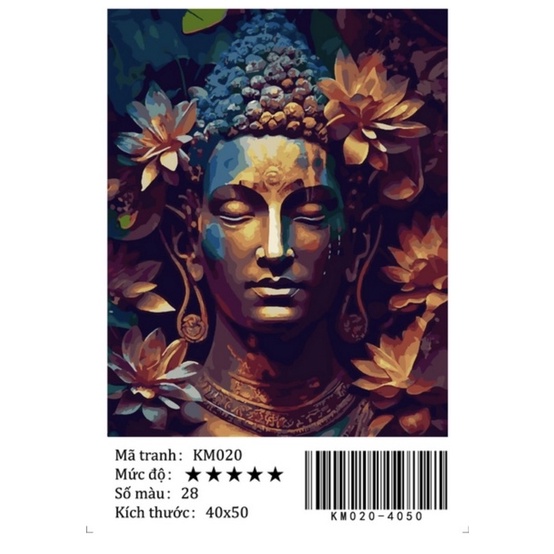 Mã tranh: KM020
Mức độ: ★★★★★
Số màu: 28
Kích thước: 40x50
KM020-4050